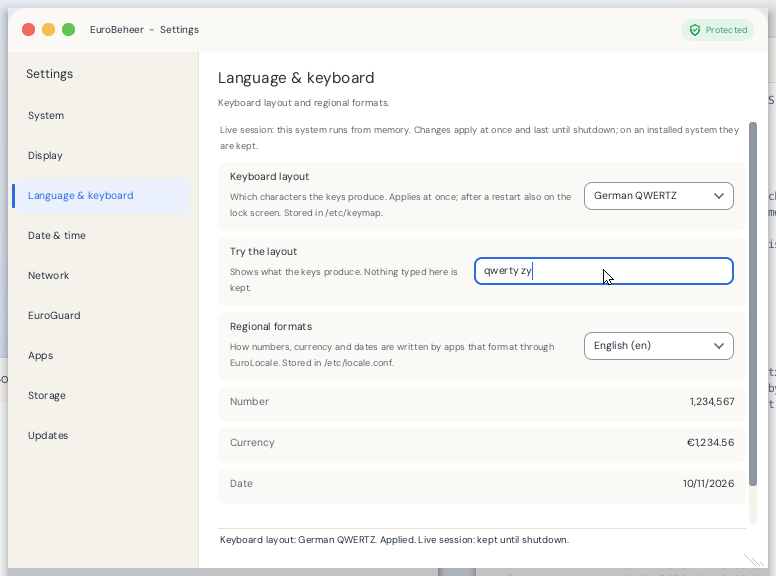 EuroBeheer - Settings
Protected
Settings
System
Display
Language & keyboard
Date & time
Network
EuroGuard
Apps
Storage
Updates
Language & keyboard
Keyboard layout and regional formats.
Live session: this system runs from memory. Changes apply at once and last until shutdown; on an installed system they
are kept.
Keyboard layout
Which characters the keys produce. Applies at once; after a restart also on the
lock screen. Stored in /etc/keymap.
German QWERTZ
Try the layout
Shows what the keys produce. Nothing typed here is
kept.
qwerty zy
Regional formats
How numbers, currency and dates are written by apps that format through
EuroLocale. Stored in /etc/locale.conf.
English (en)
Number
1,234,567
Currency
€1,234.56
Date
10/11/2026
Keyboard layout: German QWERTZ. Applied. Live session: kept until shutdown.